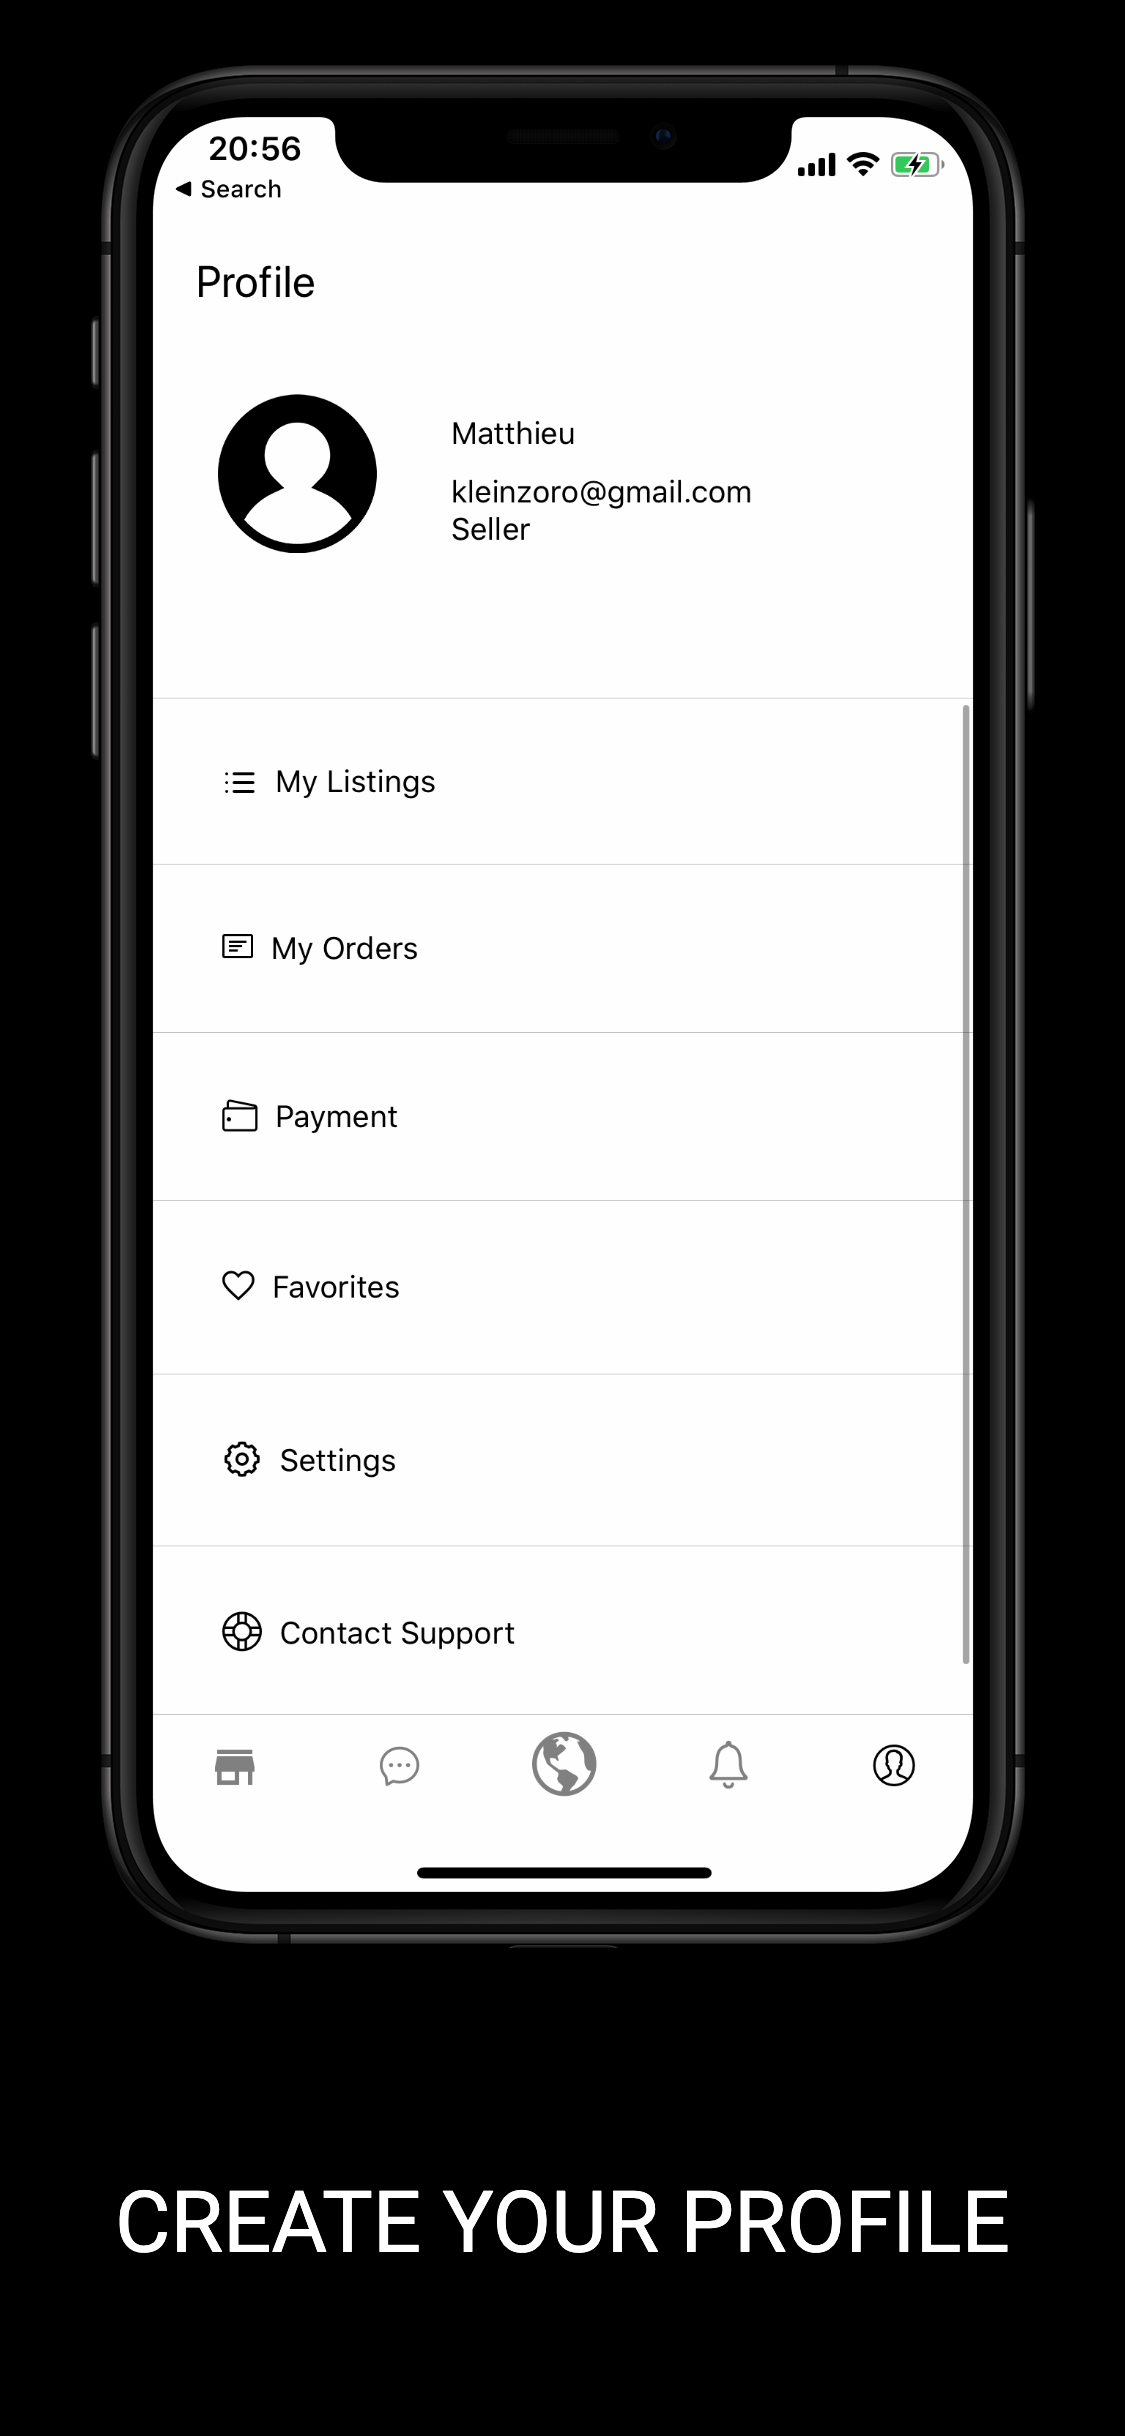 20:56
◀ Search
Profile
Matthieu
kleinzoro@gmail.com
Seller
My Listings
My Orders
Payment
Favorites
Settings
Contact Support
CREATE YOUR PROFILE